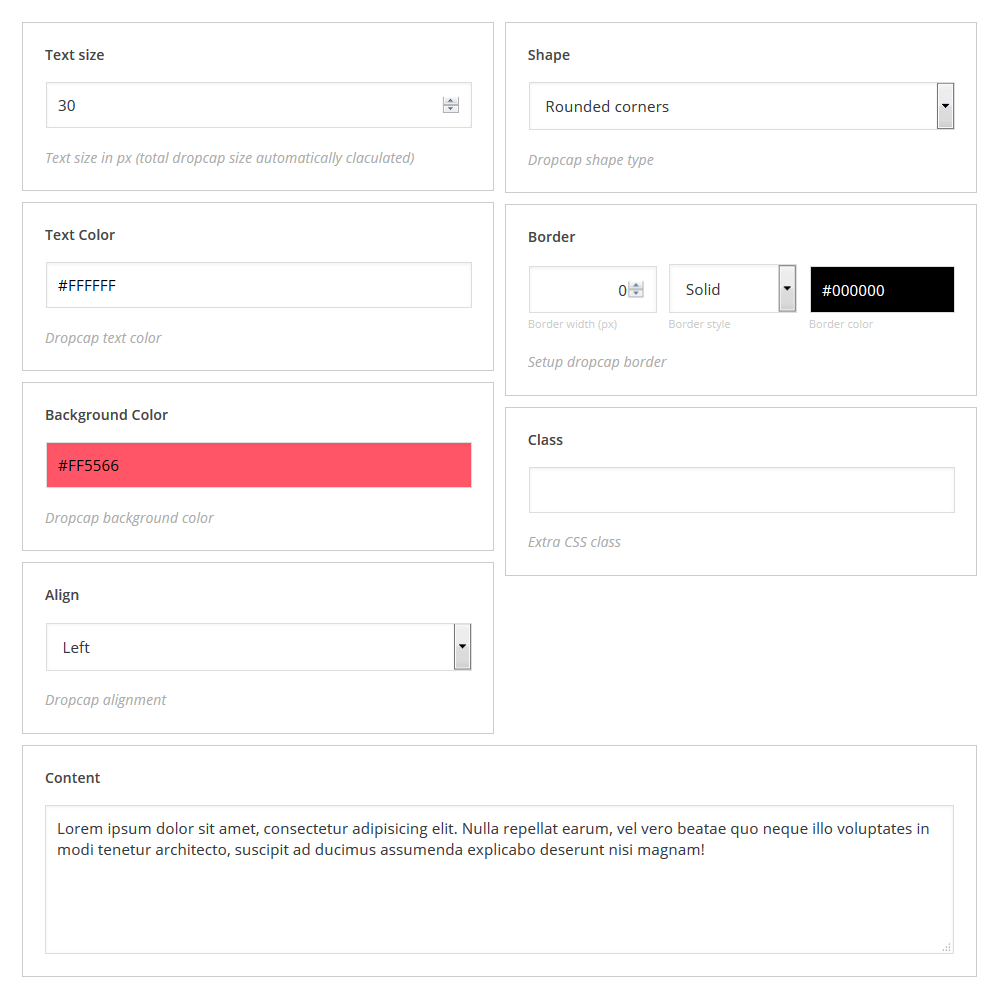 Text size
30
Text size in px (total dropcap size automatically claculated)
Text Color
#FFFFFF
Dropcap text color
Background Color
#FF5566
Dropcap background color
Align
Left
Dropcap alignment
Shape
Rounded corners
Dropcap shape type
Border
0 Solid #000000
Border width (px) Border style Border color
Setup dropcap border
Class
Extra CSS class
Content
Lorem ipsum dolor sit amet, consectetur adipisicing elit. Nulla repellat earum, vel vero beatae quo neque illo voluptates in
modi tenetur architecto, suscipit ad ducimus assumenda explicabo deserunt nisi magnam!